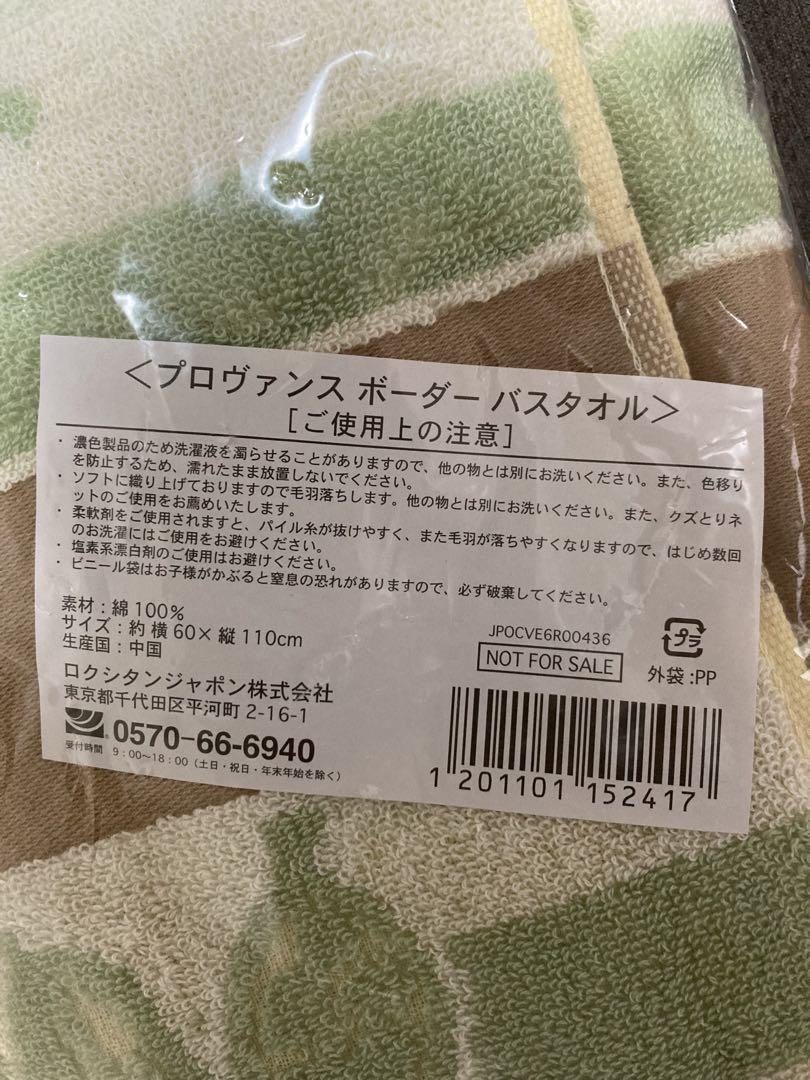 ＜プロヴァンス ボーダー バスタオル＞
［ご使用上の注意］
・濃色製品のため洗濯液を濁らせることがありますので、他の物とは別にお洗いください。また、色移り
を防止するため、濡れたまま放置しないでください。
・ソフトに織り上げておりますので毛羽落ちします。他の物とは別にお洗いください。また、クズとりネ
ットのご使用をお薦めいたします。
・柔軟剤をご使用されますと、パイル糸が抜けやすく、また毛羽が落ちやすくなりますので、はじめ数回
のお洗濯にはご使用をお避けください。
・塩素系漂白剤のご使用はお避けください。
・ビニール袋はお子様がかぶると窒息の恐れがありますので、必ず破棄してください。
素材：綿 100%
サイズ：約 横 60× 縦 110cm
生産国：中国
ロクシタンジャポン株式会社
東京都千代田区平河町 2-16-1
0570-66-6940
受付時間 9：00～18：00（土日・祝日・年末年始を除く）
JPOCVE6R00436
NOT FOR SALE
プラ
外袋：PP
1 201101 152417